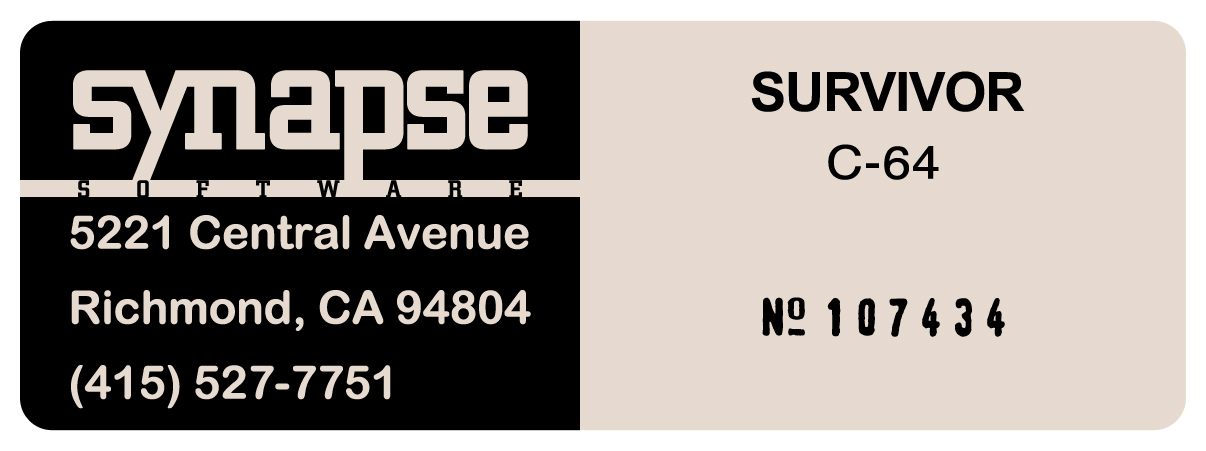 synapse
SOFTWARE
5221 Central Avenue
Richmond, CA 94804
(415) 527-7751
SURVIVOR
C-64
Nº 107434